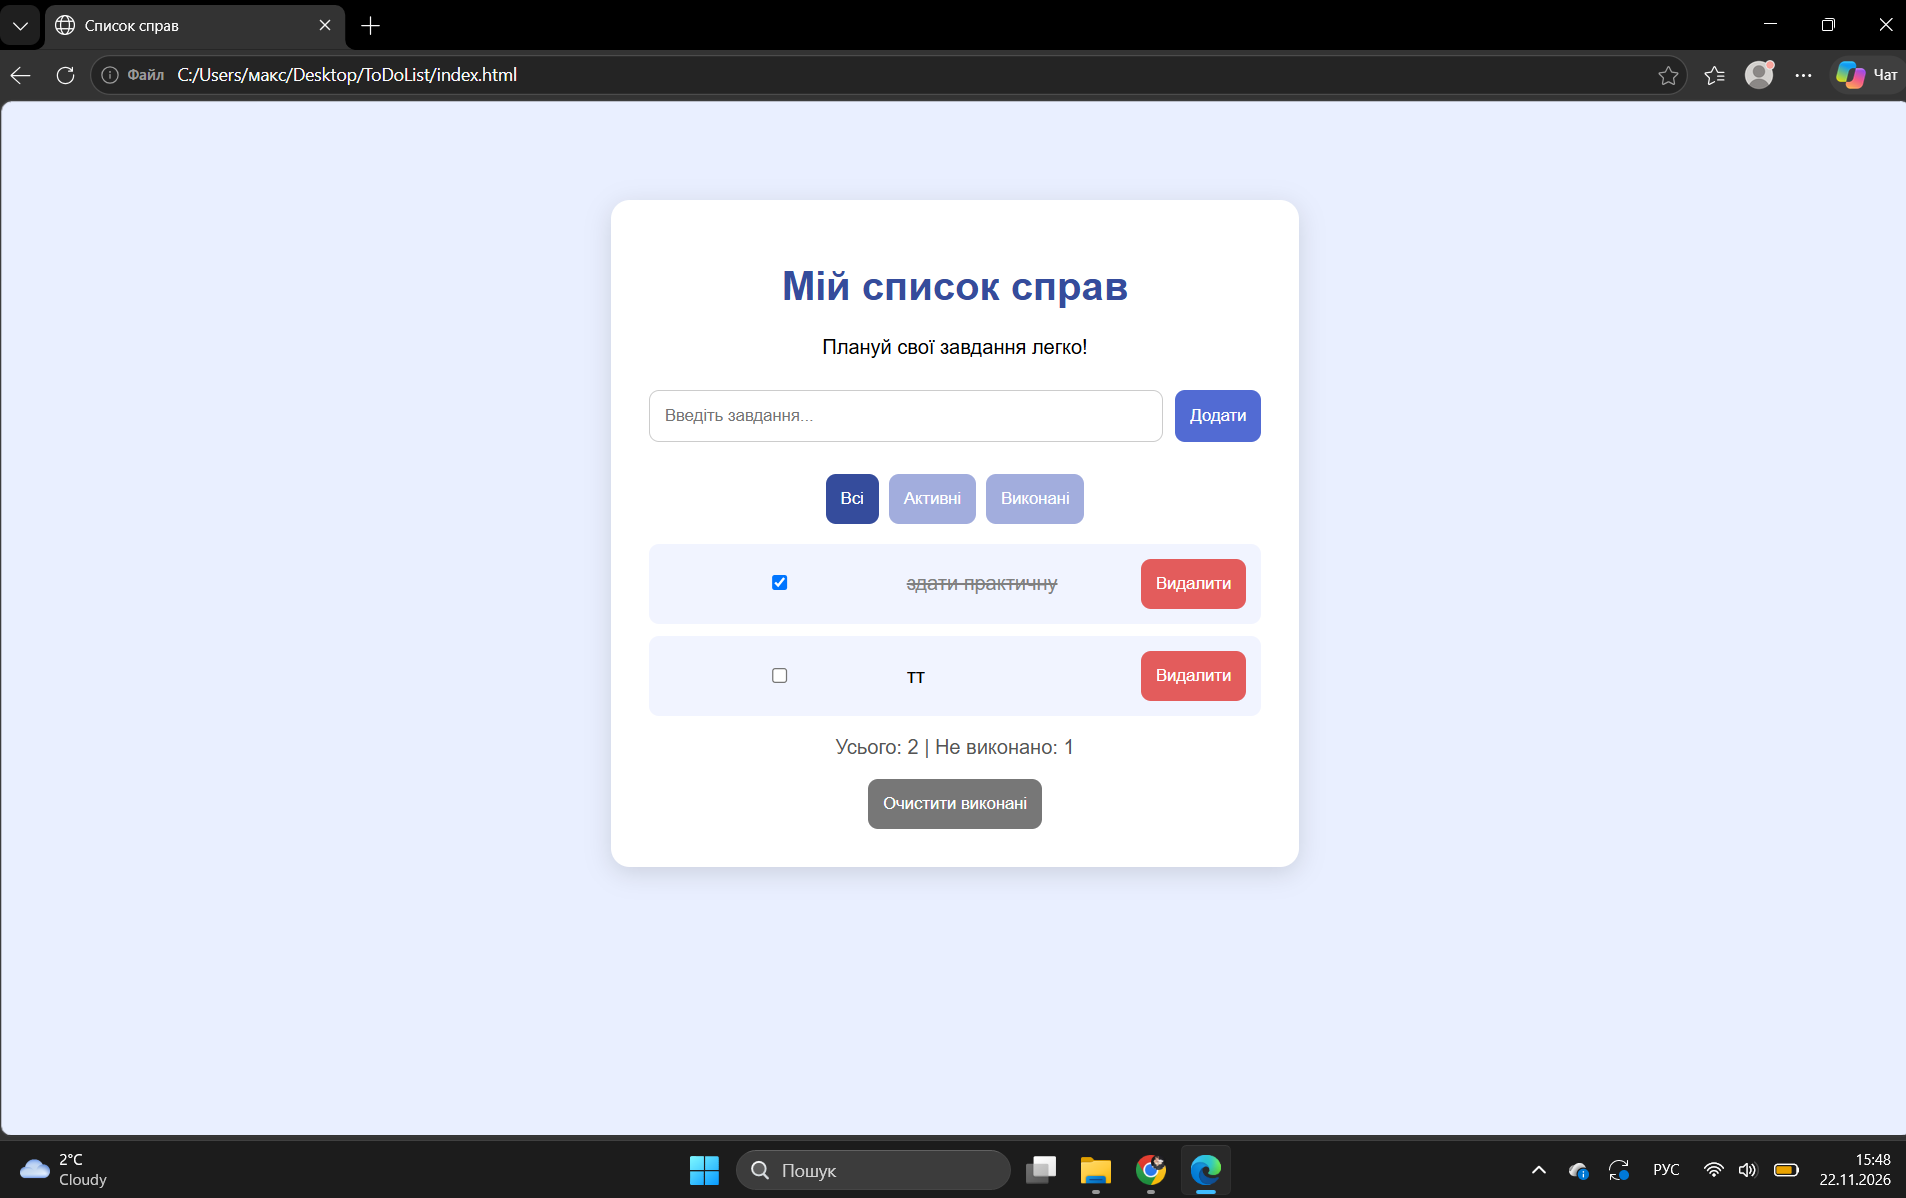 Список справ
Файл C:/Users/макс/Desktop/ToDoList/index.html
Чат
Мій список справ
Плануй свої завдання легко!
Введіть завдання... Додати
Всі Активні Виконані
здати практичну Видалити
тт Видалити
Усього: 2 | Не виконано: 1
Очистити виконані
2°C
Cloudy
Пошук
РУС
15:48
22.11.2026